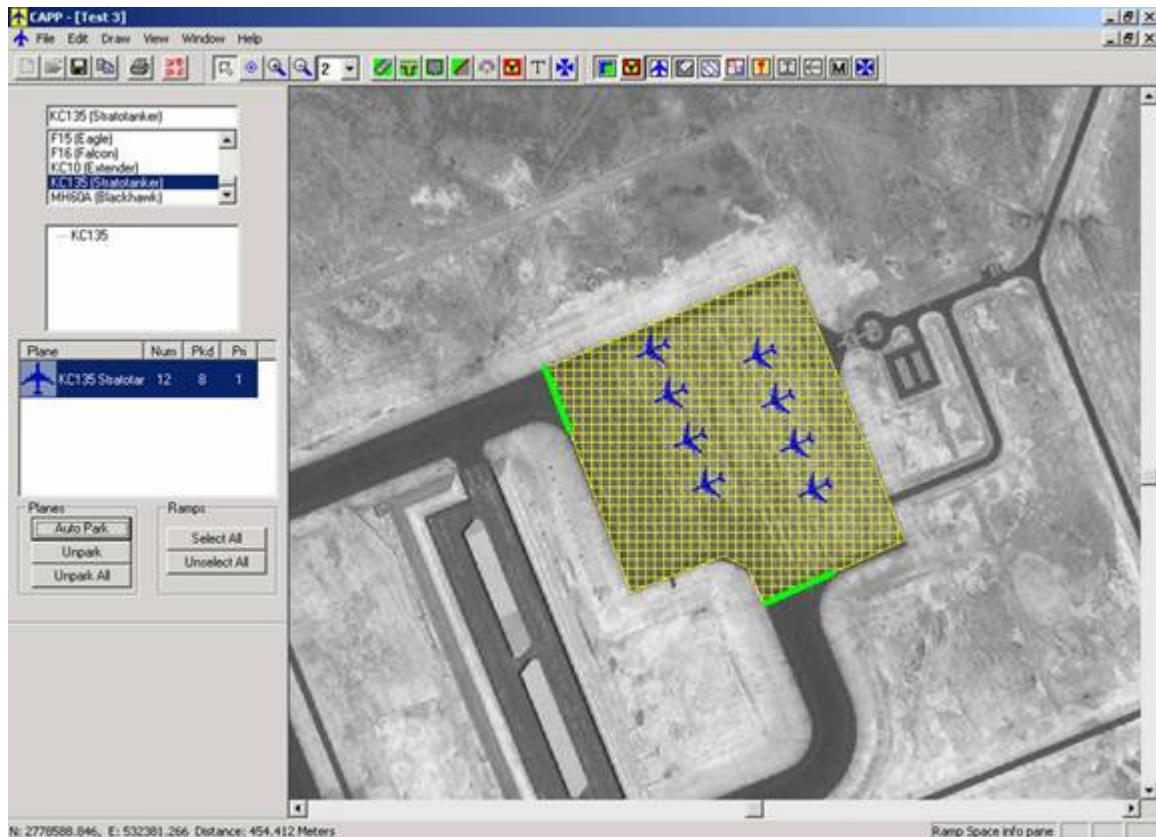 CAPP - [Test 3]
File Edit Draw View Window Help
2 T M
KC135 (Stratotanker)
F15 (Eagle)
F16 (Falcon)
KC10 (Extender)
KC135 (Stratotanker)
MH60A (Blackhawk)
KC135
Plane Num Pkd Pri
KC135 Stratotar 12 8 1
Planes Ramps
Auto Park
Select All
Unpark
Unselect All
Unpark All
N: 2778588.846, E: 532381.266 Distance: 454.412 Meters Ramp Space info pane